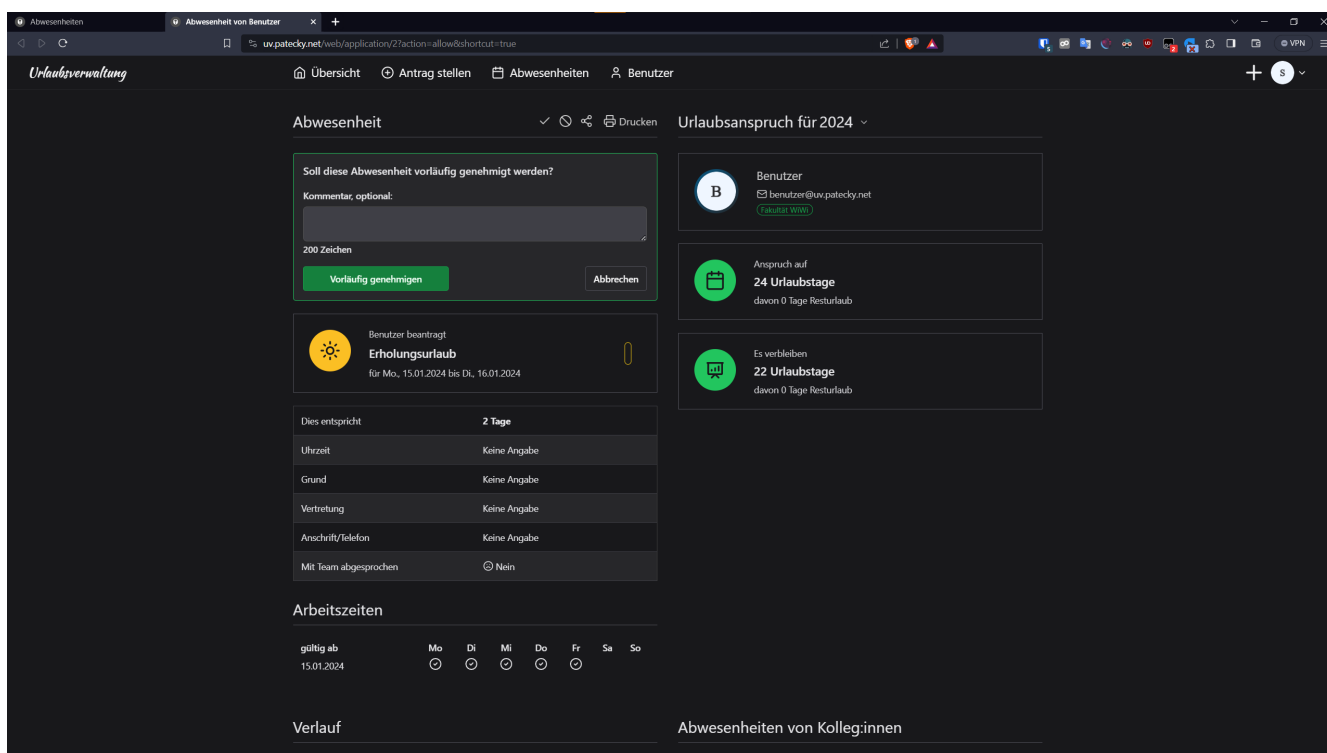 Abwesenheiten
Abwesenheit von Benutzer
uv.patecky.net/web/application/2?action=allow&shortcut=true
VPN
Urlaubsverwaltung
Übersicht
Antrag stellen
Abwesenheiten
Benutzer
S
Abwesenheit
Drucken
Soll diese Abwesenheit vorläufig genehmigt werden?
Kommentar, optional:
200 Zeichen
Vorläufig genehmigen
Abbrechen
Benutzer beantragt
Erholungsurlaub
für Mo., 15.01.2024 bis Di., 16.01.2024
Dies entspricht 2 Tage
Uhrzeit Keine Angabe
Grund Keine Angabe
Vertretung Keine Angabe
Anschrift/Telefon Keine Angabe
Mit Team abgesprochen Nein
Arbeitszeiten
gültig ab Mo Di Mi Do Fr Sa So
15.01.2024
Verlauf
Urlaubsanspruch für 2024
B
Benutzer
benutzer@uv.patecky.net
Fakultät WiWi
Anspruch auf
24 Urlaubstage
davon 0 Tage Resturlaub
Es verbleiben
22 Urlaubstage
davon 0 Tage Resturlaub
Abwesenheiten von Kolleg:innen